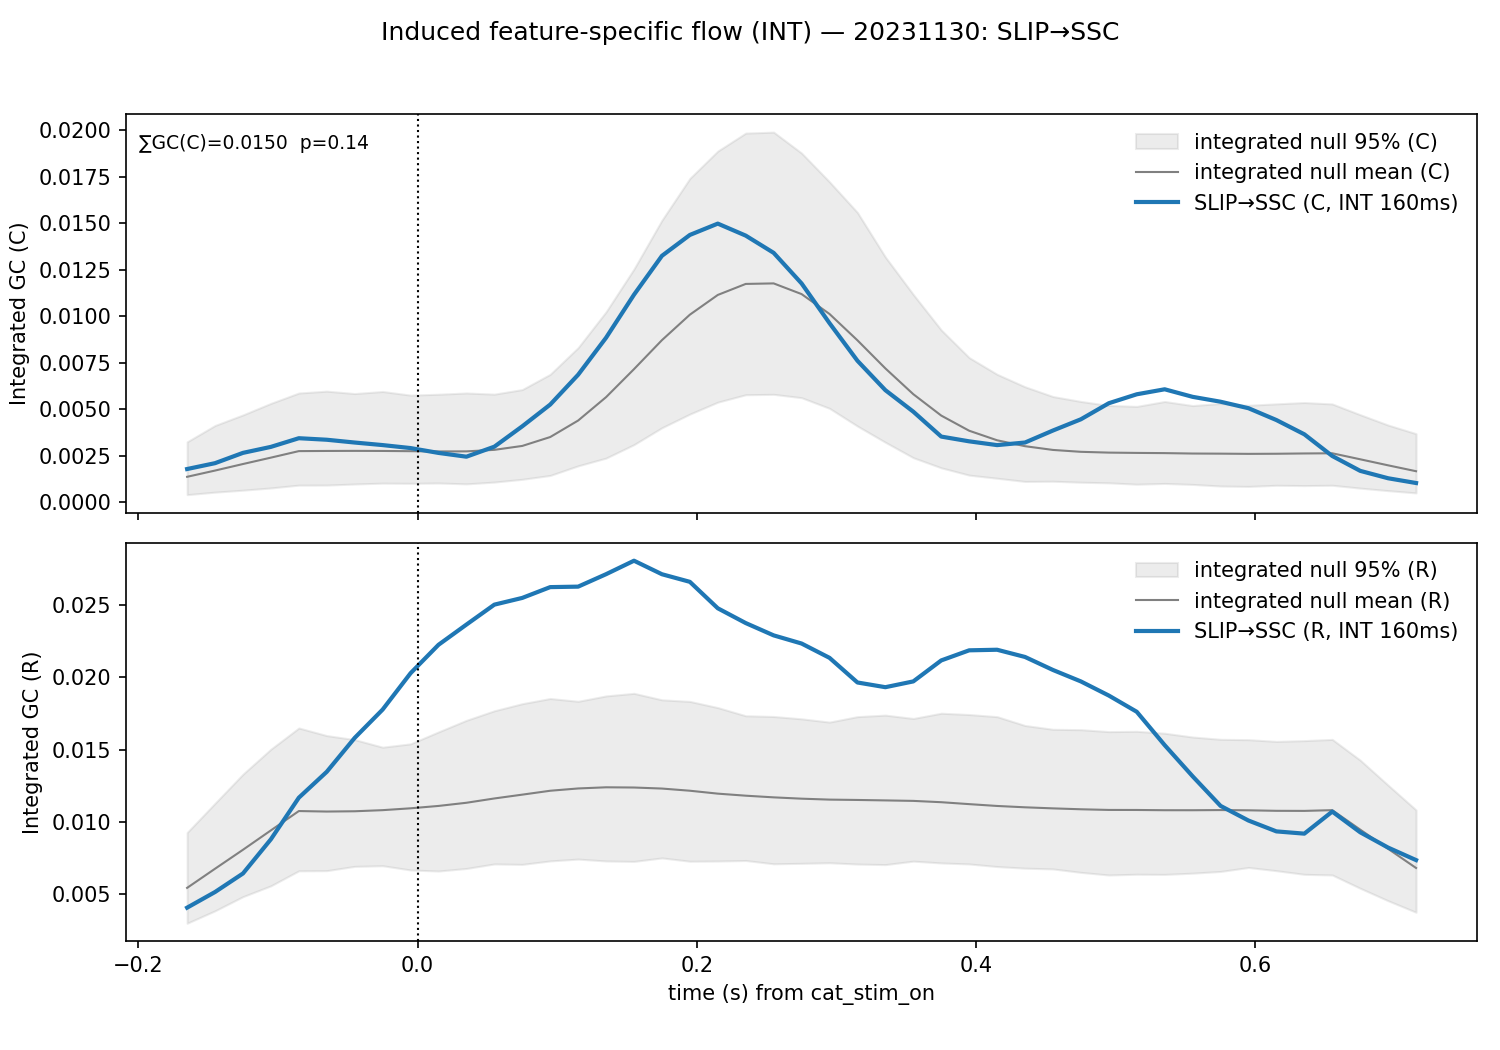 Induced feature-specific flow (INT) — 20231130: SLIP→SSC
∑GC(C)=0.0150  p=0.14
integrated null 95% (C)
integrated null mean (C)
SLIP→SSC (C, INT 160ms)
Integrated GC (C)
0.0200
0.0175
0.0150
0.0125
0.0100
0.0075
0.0050
0.0025
0.0000
integrated null 95% (R)
integrated null mean (R)
SLIP→SSC (R, INT 160ms)
Integrated GC (R)
0.025
0.020
0.015
0.010
0.005
−0.2 0.0 0.2 0.4 0.6
time (s) from cat_stim_on